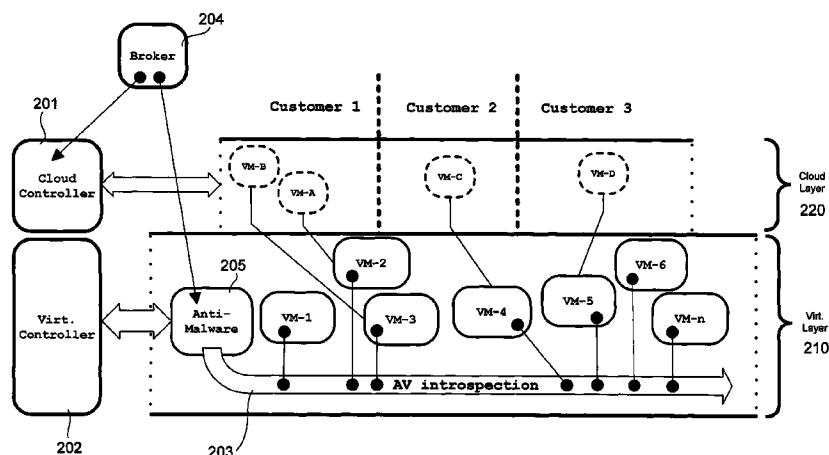 204
Broker
201
Customer 1
Customer 2
Customer 3
Cloud
Controller
VM-B
VM-A
VM-C
VM-D
Cloud
Layer
220
205
Virt.
Controller
Anti-
Malware
VM-1
VM-2
VM-3
VM-4
VM-5
VM-6
VM-n
Virt.
Layer
210
AV introspection
202
203